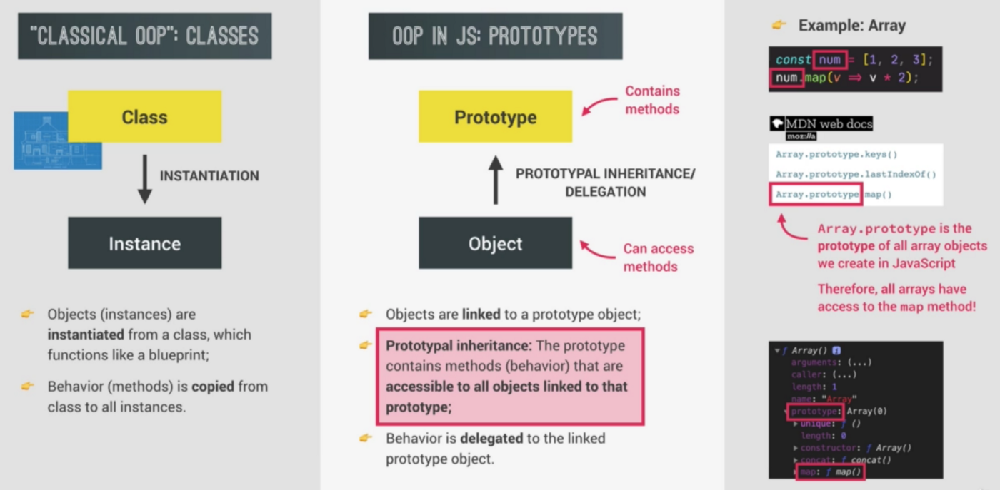 "CLASSICAL OOP": CLASSES
Class
INSTANTIATION
Instance
Objects (instances) are
instantiated from a class, which
functions like a blueprint;
Behavior (methods) is copied from
class to all instances.
OOP IN JS: PROTOTYPES
Prototype
Contains
methods
PROTOTYPAL INHERITANCE/
DELEGATION
Object
Can access
methods
Objects are linked to a prototype object;
Prototypal inheritance: The prototype
contains methods (behavior) that are
accessible to all objects linked to that
prototype;
Behavior is delegated to the linked
prototype object.
Example: Array
const num = [1, 2, 3];
num.map(v ⇒ v * 2);
MDN web docs
moz://a
Array.prototype.keys()
Array.prototype.lastIndexOf()
Array.prototype.map()
Array.prototype is the
prototype of all array objects
we create in JavaScript
Therefore, all arrays have
access to the map method!
▼ƒ Array() i
arguments: (...)
caller: (...)
length: 1
name: "Array"
▼prototype: Array(0)
▶unique: ƒ ()
length: 0
▶constructor: ƒ Array()
▶concat: ƒ concat()
▶map: ƒ map()